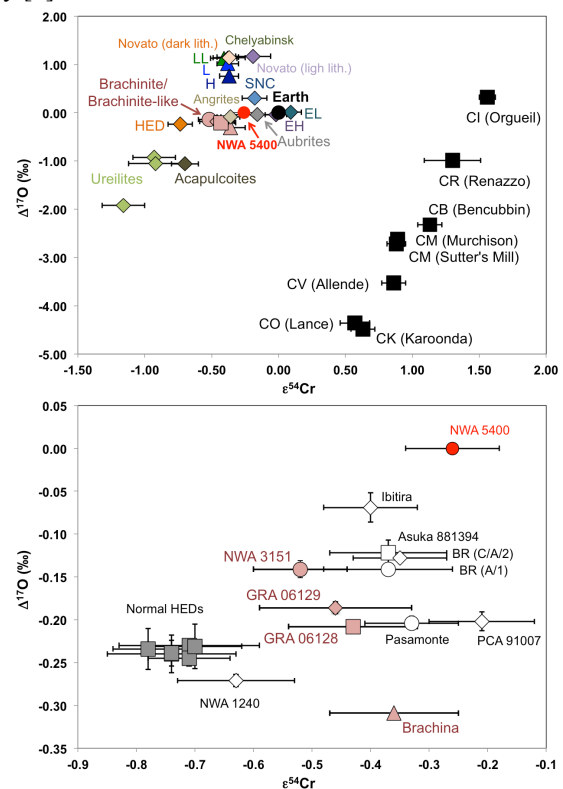 2.00
1.00
0.00
-1.00
-2.00
-3.00
-4.00
-5.00
Δ¹⁷O (‰)
Novato (dark lith.)
Chelyabinsk
LL
L
H
Novato (ligh lith.)
SNC
Brachinite/
Brachinite-like
Angrites
Earth
HED
EL
EH
NWA 5400
Aubrites
Ureilites
Acapulcoites
CI (Orgueil)
CR (Renazzo)
CB (Bencubbin)
CM (Murchison)
CM (Sutter's Mill)
CV (Allende)
CO (Lance)
CK (Karoonda)
-1.50 -1.00 -0.50 0.00 0.50 1.00 1.50 2.00
ε⁵⁴Cr
0.05
0.00
-0.05
-0.10
-0.15
-0.20
-0.25
-0.30
-0.35
Δ¹⁷O (‰)
NWA 5400
Ibitira
Asuka 881394
NWA 3151
BR (C/A/2)
BR (A/1)
GRA 06129
Normal HEDs
GRA 06128
Pasamonte
PCA 91007
NWA 1240
Brachina
-0.9 -0.8 -0.7 -0.6 -0.5 -0.4 -0.3 -0.2 -0.1
ε⁵⁴Cr